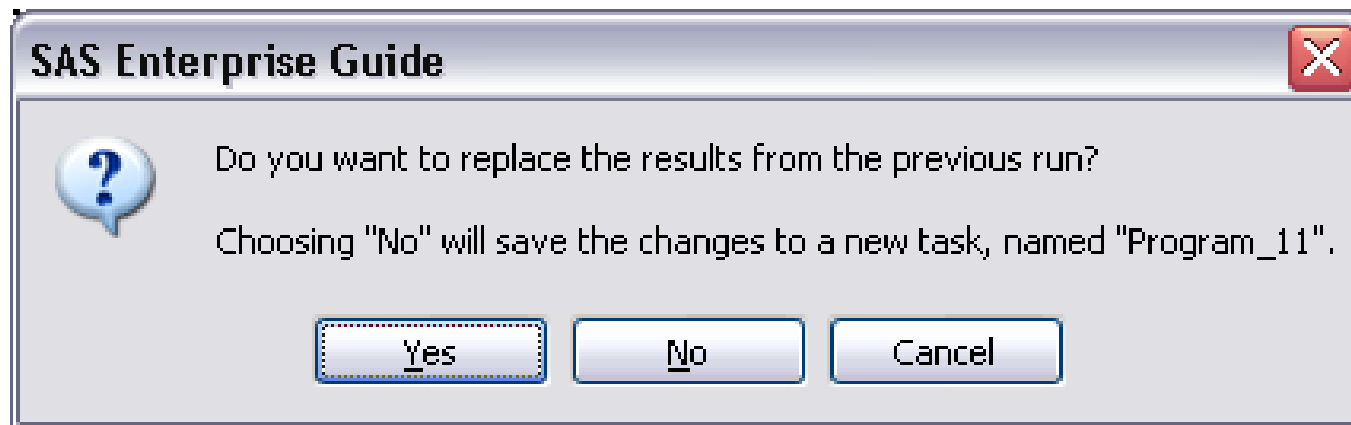 SAS Enterprise Guide
Do you want to replace the results from the previous run?
Choosing "No" will save the changes to a new task, named "Program_11".
Yes No Cancel